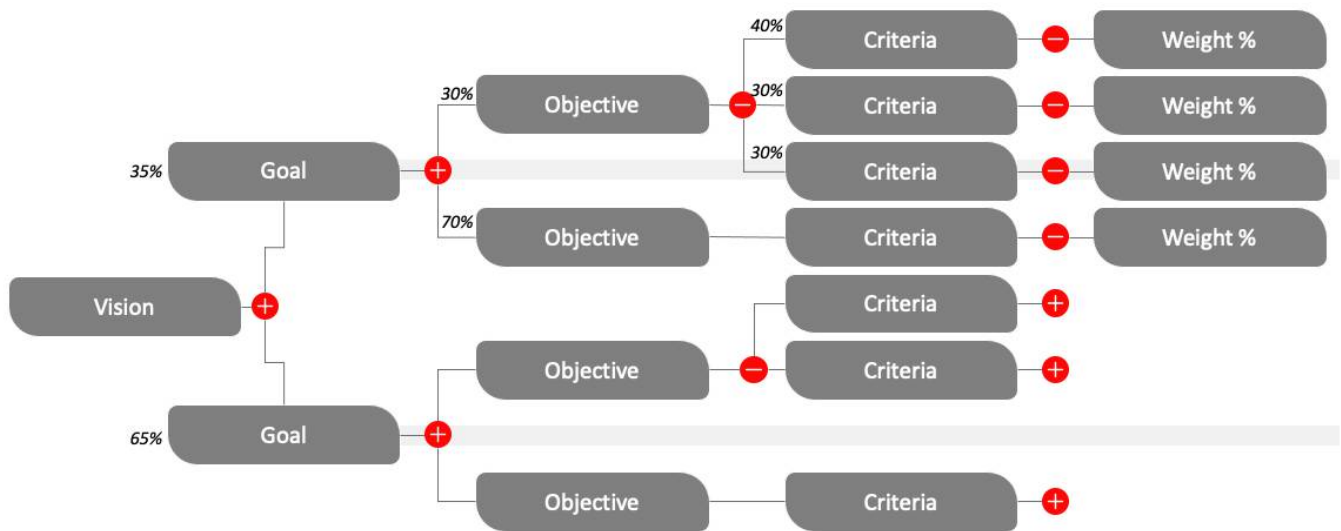 40%
Criteria
Weight %
30%
Objective
30%
Criteria
Weight %
35%
Goal
30%
Criteria
Weight %
70%
Objective
Criteria
Weight %
Vision
Criteria
Objective
Criteria
65%
Goal
Objective
Criteria